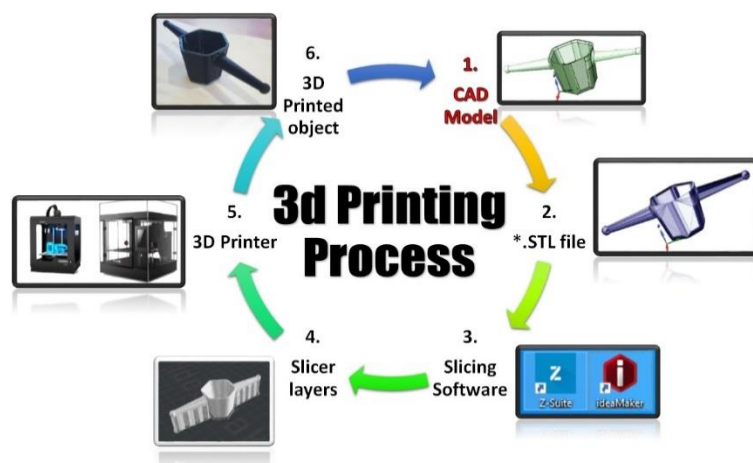 3d Printing
Process
1.
CAD
Model
2.
*.STL file
3.
Slicing
Software
Z
Z-Suite
i
ideaMaker
4.
Slicer
layers
5.
3D Printer
6.
3D
Printed
object